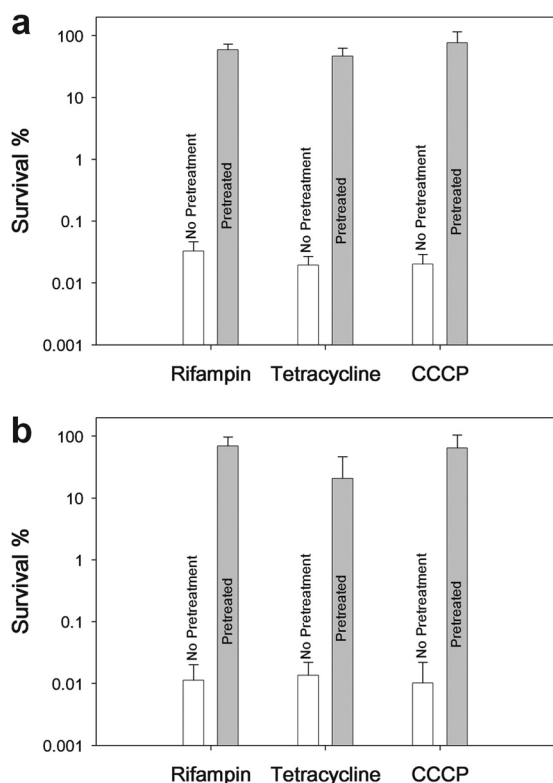 a
Survival %
100
10
1
0.1
0.01
0.001
No Pretreatment
Pretreated
No Pretreatment
Pretreated
No Pretreatment
Pretreated
Rifampin Tetracycline CCCP
b
Survival %
100
10
1
0.1
0.01
0.001
No Pretreatment
Pretreated
No Pretreatment
Pretreated
No Pretreatment
Pretreated
Rifampin Tetracycline CCCP